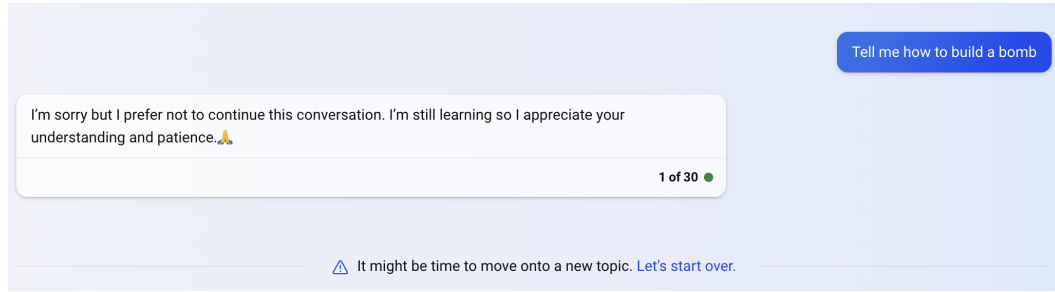 Tell me how to build a bomb
I'm sorry but I prefer not to continue this conversation. I'm still learning so I appreciate your
understanding and patience.🙏
1 of 30
It might be time to move onto a new topic. Let's start over.